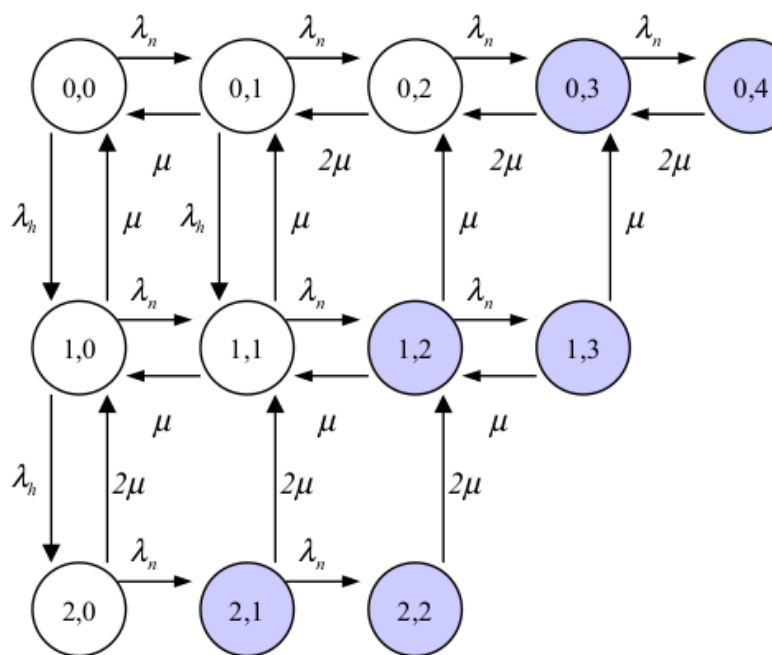 λn λn λn λn
0,0 0,1 0,2 0,3 0,4
μ 2μ 2μ 2μ
λh μ λh μ μ μ
λn λn λn
1,0 1,1 1,2 1,3
μ μ μ
λh 2μ 2μ 2μ
λn λn
2,0 2,1 2,2